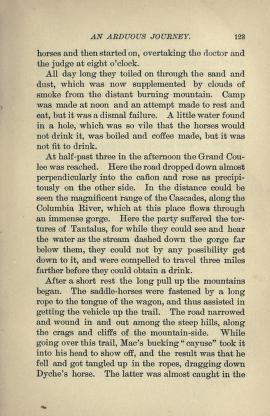 AN ARDUOUS JOURNEY. 123
horses and then started on, overtaking the doctor and
the judge at eight o'clock.
All day long they toiled on through the sand and
dust, which was now supplemented by clouds of
smoke from the distant burning mountain. Camp
was made at noon and an attempt made to rest and
eat, but it was a dismal failure. A little water found
in a hole, which was so vile that the horses would
not drink it, was boiled and coffee made, but it was
not fit to drink.
At half-past three in the afternoon the Grand Cou-
lee was reached. Here the road dropped down almost
perpendicularly into the cañon and rose as precipi-
tously on the other side. In the distance could be
seen the magnificent range of the Cascades, along the
Columbia River, which at this place flows through
an immense gorge. Here the party suffered the tor-
tures of Tantalus, for while they could see and hear
the water as the stream dashed down the gorge far
below them, they could not by any possibility get
down to it, and were compelled to travel three miles
farther before they could obtain a drink.
After a short rest the long pull up the mountains
began. The saddle-horses were fastened by a long
rope to the tongue of the wagon, and thus assisted in
getting the vehicle up the trail. The road narrowed
and wound in and out among the steep hills, along
the crags and cliffs of the mountain-side. While
going over this trail, Mac's bucking "cayuse" took it
into his head to show off, and the result was that he
fell and got tangled up in the ropes, dragging down
Dyche's horse. The latter was almost caught in the